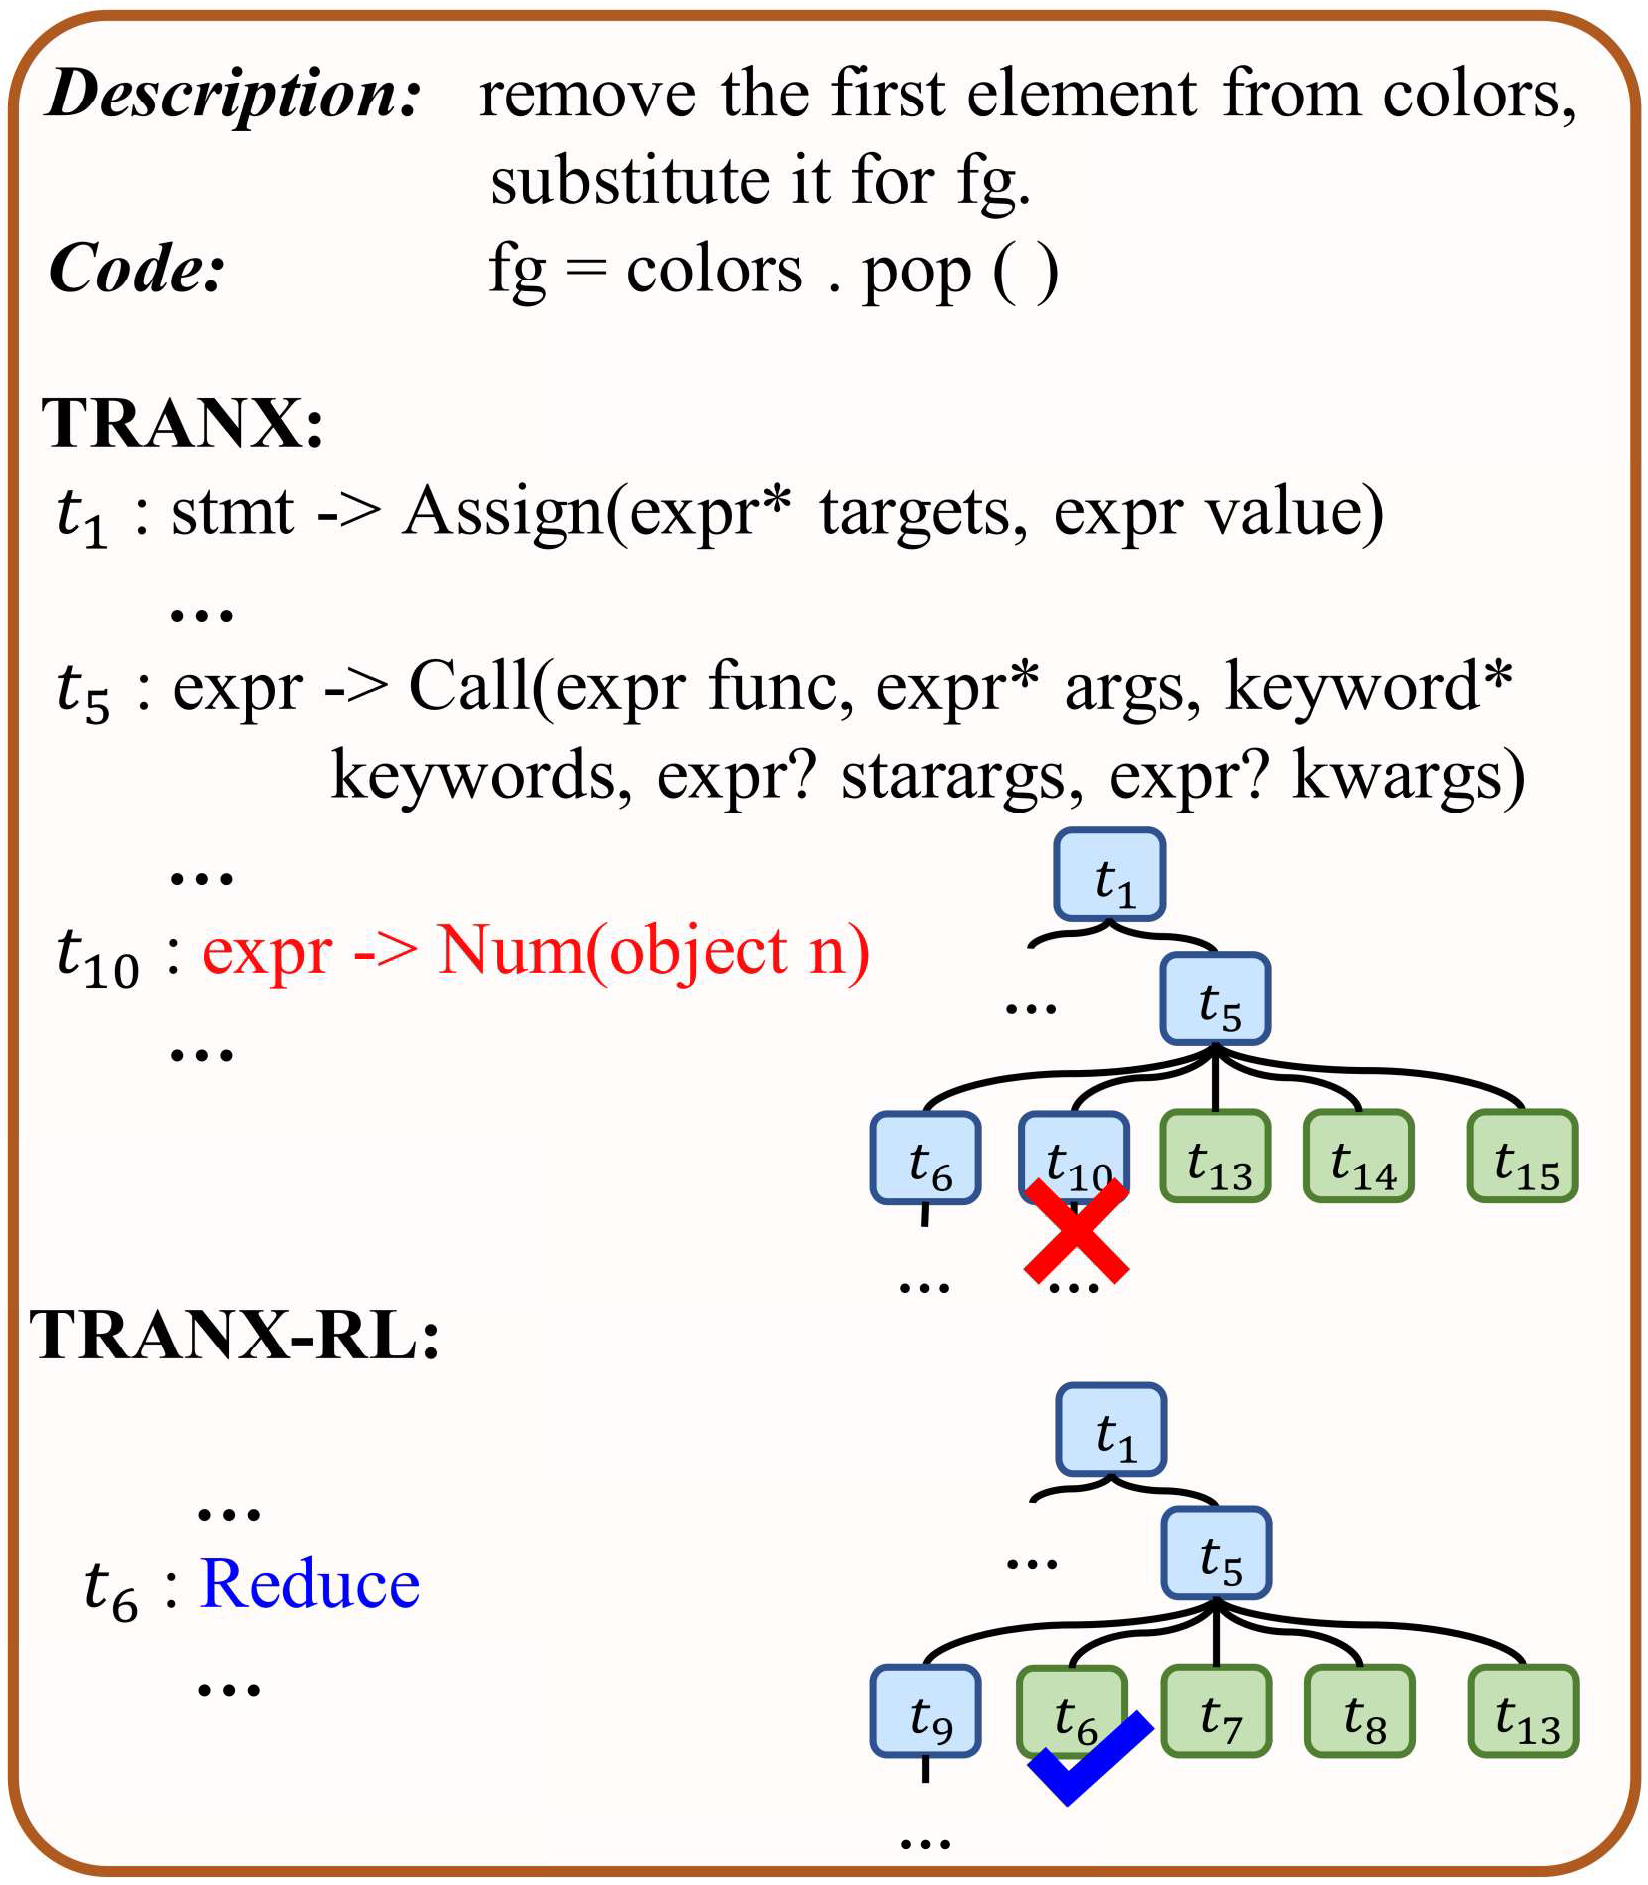 Description: remove the first element from colors,
substitute it for fg.
Code: fg = colors . pop ( )
TRANX:
t₁ : stmt -> Assign(expr* targets, expr value)
...
t₅ : expr -> Call(expr func, expr* args, keyword*
keywords, expr? starargs, expr? kwargs)
...
t₁₀ : expr -> Num(object n)
...
t₁
... t₅
t₆ t₁₀ t₁₃ t₁₄ t₁₅
... ...
TRANX-RL:
...
t₆ : Reduce
...
t₁
... t₅
t₉ t₆ t₇ t₈ t₁₃
...